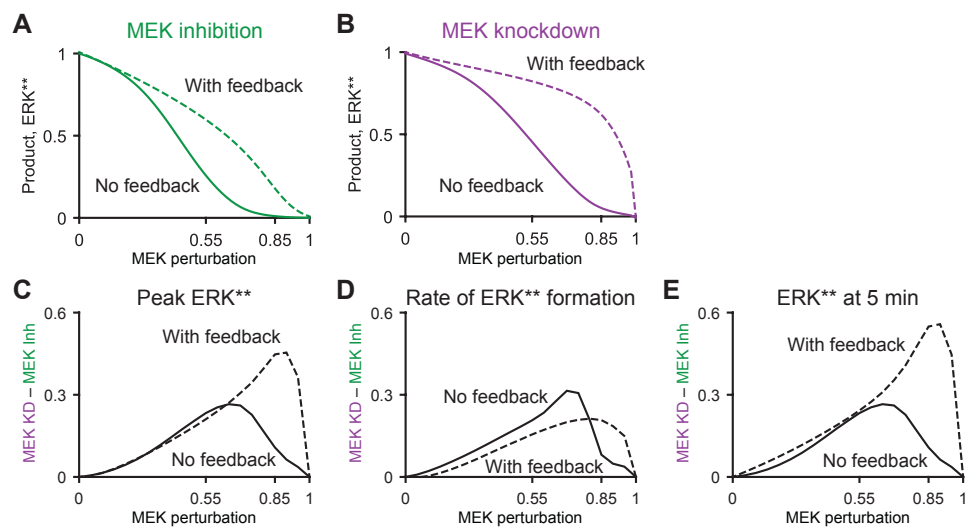 A
MEK inhibition
Product, ERK**
1
0.5
0
With feedback
No feedback
0
0.55
0.85
1
MEK perturbation
B
MEK knockdown
Product, ERK**
1
0.5
0
With feedback
No feedback
0
0.55
0.85
1
MEK perturbation
C
Peak ERK**
MEK KD – MEK Inh
0.6
0.3
0
With feedback
No feedback
0
0.55
0.85
1
MEK perturbation
D
Rate of ERK** formation
MEK KD – MEK Inh
0.6
0.3
0
No feedback
With feedback
0
0.55
0.85
1
MEK perturbation
E
ERK** at 5 min
MEK KD – MEK Inh
0.6
0.3
0
With feedback
No feedback
0
0.55
0.85
1
MEK perturbation